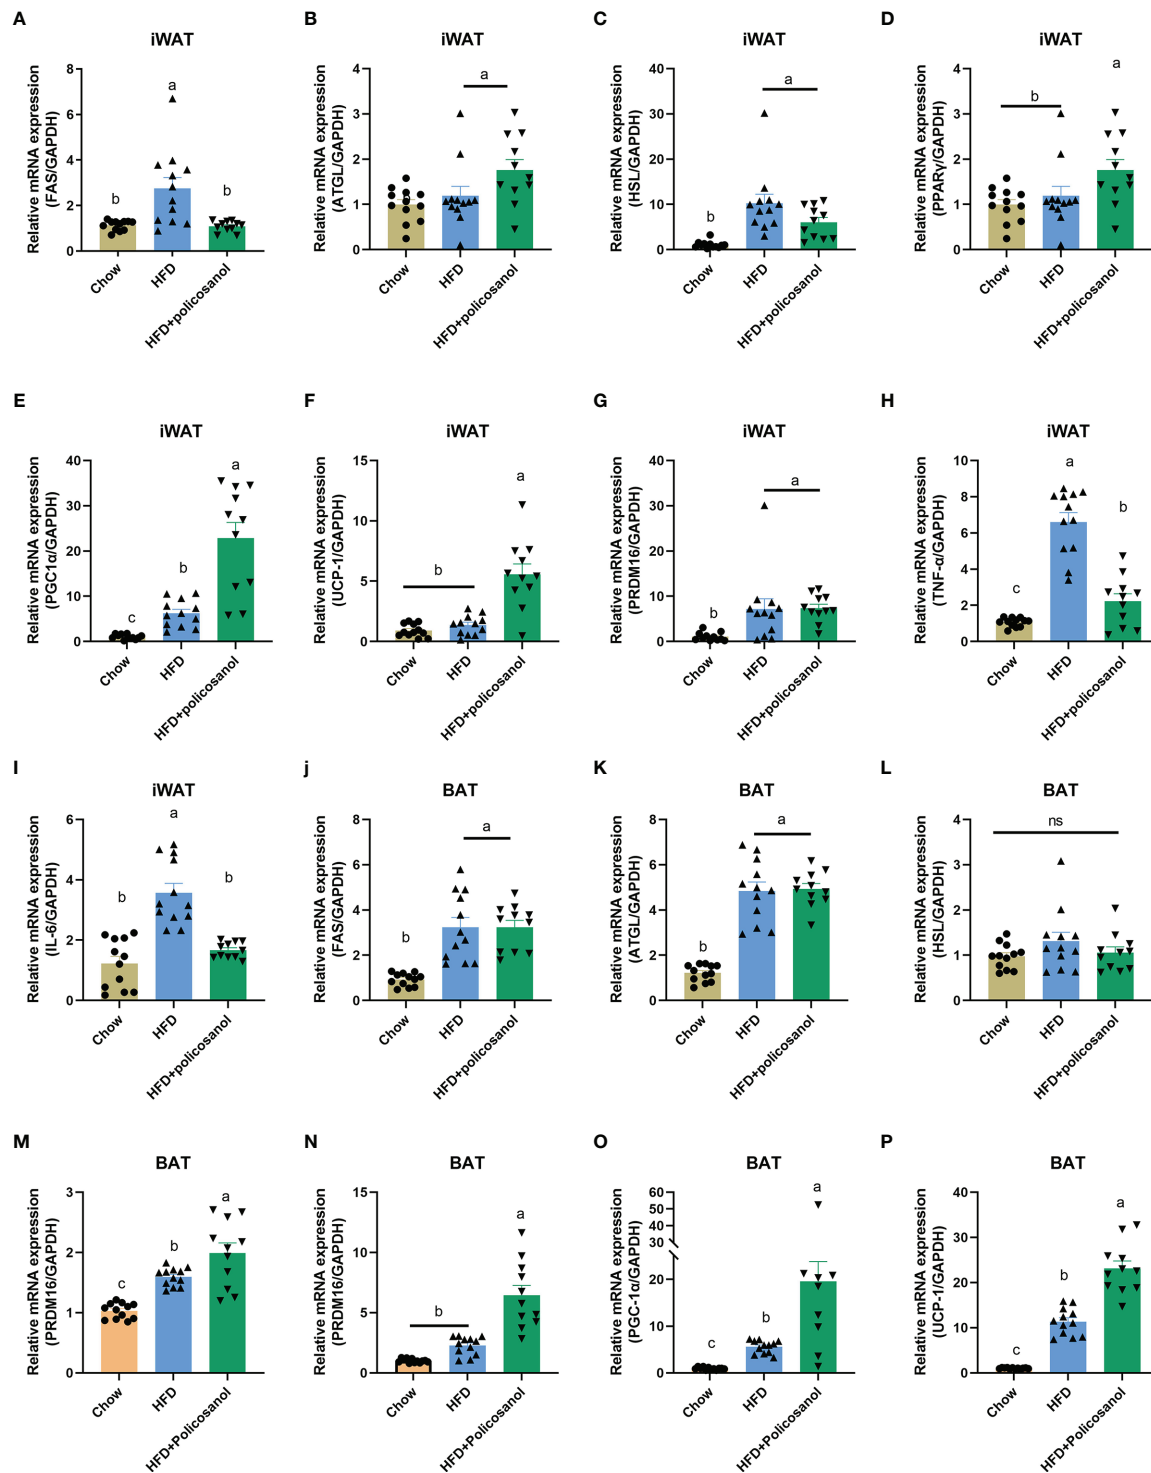 A
iWAT
Relative mRNA expression
(FAS/GAPDH)
8
6
4
2
0
b
a
b
Chow
HFD
HFD+policosanol
B
iWAT
Relative mRNA expression
(ATGL/GAPDH)
4
3
2
1
0
a
Chow
HFD
HFD+policosanol
C
iWAT
Relative mRNA expression
(HSL/GAPDH)
40
30
20
10
0
b
a
Chow
HFD
HFD+policosanol
D
iWAT
Relative mRNA expression
(PPARγ/GAPDH)
4
3
2
1
0
b
a
Chow
HFD
HFD+policosanol
E
iWAT
Relative mRNA expression
(PGC1α/GAPDH)
40
30
20
10
0
c
b
a
Chow
HFD
HFD+policosanol
F
iWAT
Relative mRNA expression
(UCP-1/GAPDH)
15
10
5
0
b
a
Chow
HFD
HFD+policosanol
G
iWAT
Relative mRNA expression
(PRDM16/GAPDH)
40
30
20
10
0
b
a
Chow
HFD
HFD+policosanol
H
iWAT
Relative mRNA expression
(TNF-α/GAPDH)
10
8
6
4
2
0
c
a
b
Chow
HFD
HFD+policosanol
I
iWAT
Relative mRNA expression
(IL-6/GAPDH)
6
4
2
0
b
a
b
Chow
HFD
HFD+policosanol
j
BAT
Relative mRNA expression
(FAS/GAPDH)
8
6
4
2
0
b
a
Chow
HFD
HFD+policosanol
K
BAT
Relative mRNA expression
(ATGL/GAPDH)
8
6
4
2
0
b
a
Chow
HFD
HFD+policosanol
L
BAT
Relative mRNA expression
(HSL/GAPDH)
4
3
2
1
0
ns
Chow
HFD
HFD+policosanol
M
BAT
Relative mRNA expression
(PRDM16/GAPDH)
3
2
1
0
c
b
a
Chow
HFD
HFD+Policosanol
N
BAT
Relative mRNA expression
(PRDM16/GAPDH)
15
10
5
0
b
a
Chow
HFD
HFD+Policosanol
O
BAT
Relative mRNA expression
(PGC-1α/GAPDH)
60
50
40
30
20
10
0
c
b
a
Chow
HFD
HFD+Policosanol
P
BAT
Relative mRNA expression
(UCP-1/GAPDH)
40
30
20
10
0
c
b
a
Chow
HFD
HFD+Policosanol